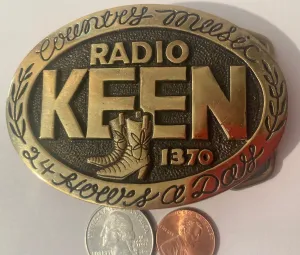 Country Music
RADIO
KEEN
1370
24 Hours a Day